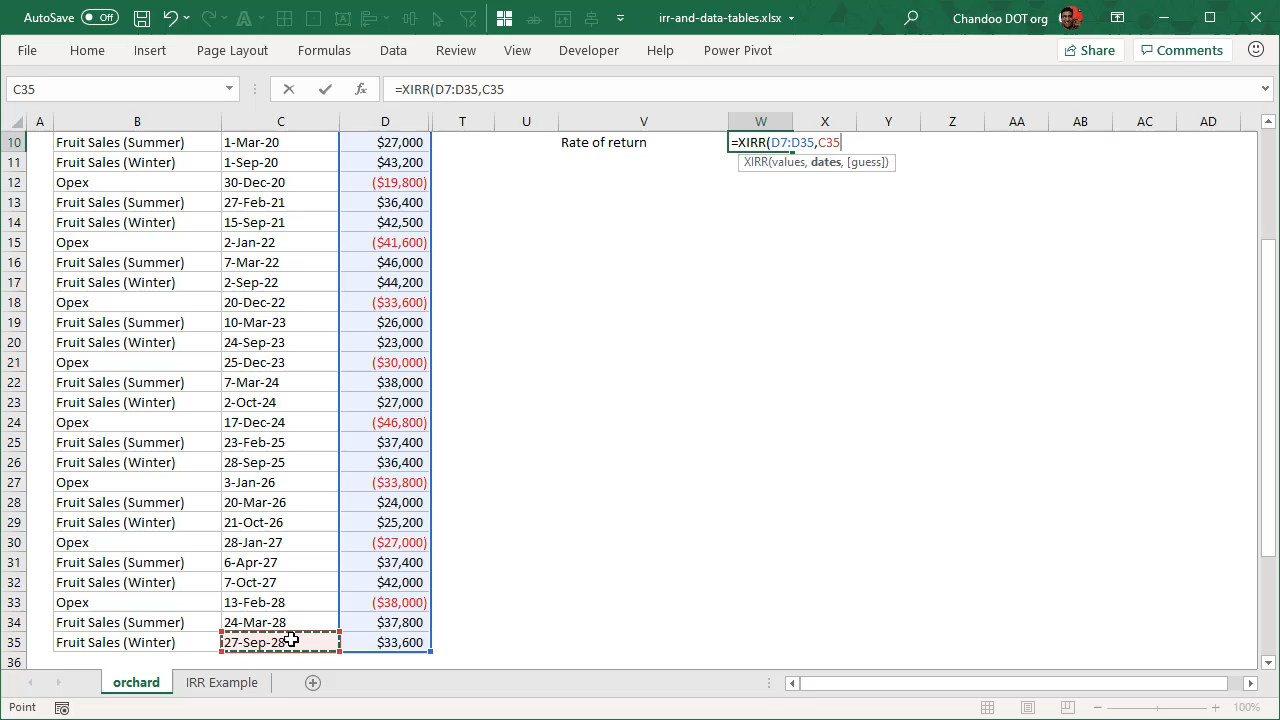 AutoSave Off irr-and-data-tables.xlsx Chandoo DOT org
File Home Insert Page Layout Formulas Data Review View Developer Help Power Pivot Share Comments
C35 fx =XIRR(D7:D35,C35
A B C D T U V W X Y Z AA AB AC AD
10 Fruit Sales (Summer) 1-Mar-20 $27,000 Rate of return =XIRR(D7:D35,C35
11 Fruit Sales (Winter) 1-Sep-20 $43,200 XIRR(values, dates, [guess])
12 Opex 30-Dec-20 ($19,800)
13 Fruit Sales (Summer) 27-Feb-21 $36,400
14 Fruit Sales (Winter) 15-Sep-21 $42,500
15 Opex 2-Jan-22 ($41,600)
16 Fruit Sales (Summer) 7-Mar-22 $46,000
17 Fruit Sales (Winter) 2-Sep-22 $44,200
18 Opex 20-Dec-22 ($33,600)
19 Fruit Sales (Summer) 10-Mar-23 $26,000
20 Fruit Sales (Winter) 24-Sep-23 $23,000
21 Opex 25-Dec-23 ($30,000)
22 Fruit Sales (Summer) 7-Mar-24 $38,000
23 Fruit Sales (Winter) 2-Oct-24 $27,000
24 Opex 17-Dec-24 ($46,800)
25 Fruit Sales (Summer) 23-Feb-25 $37,400
26 Fruit Sales (Winter) 28-Sep-25 $36,400
27 Opex 3-Jan-26 ($33,800)
28 Fruit Sales (Summer) 20-Mar-26 $24,000
29 Fruit Sales (Winter) 21-Oct-26 $25,200
30 Opex 28-Jan-27 ($27,000)
31 Fruit Sales (Summer) 6-Apr-27 $37,400
32 Fruit Sales (Winter) 7-Oct-27 $42,000
33 Opex 13-Feb-28 ($38,000)
34 Fruit Sales (Summer) 24-Mar-28 $37,800
35 Fruit Sales (Winter) 27-Sep-28 $33,600
36
orchard IRR Example
Point 100%